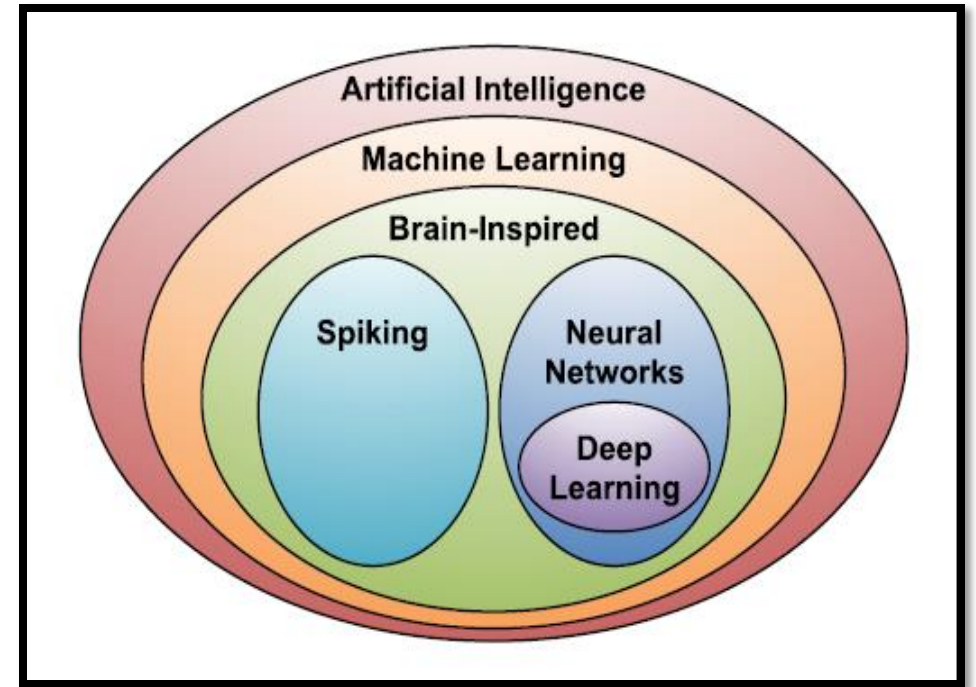 Artificial Intelligence
Machine Learning
Brain-Inspired
Spiking
Neural
Networks
Deep
Learning